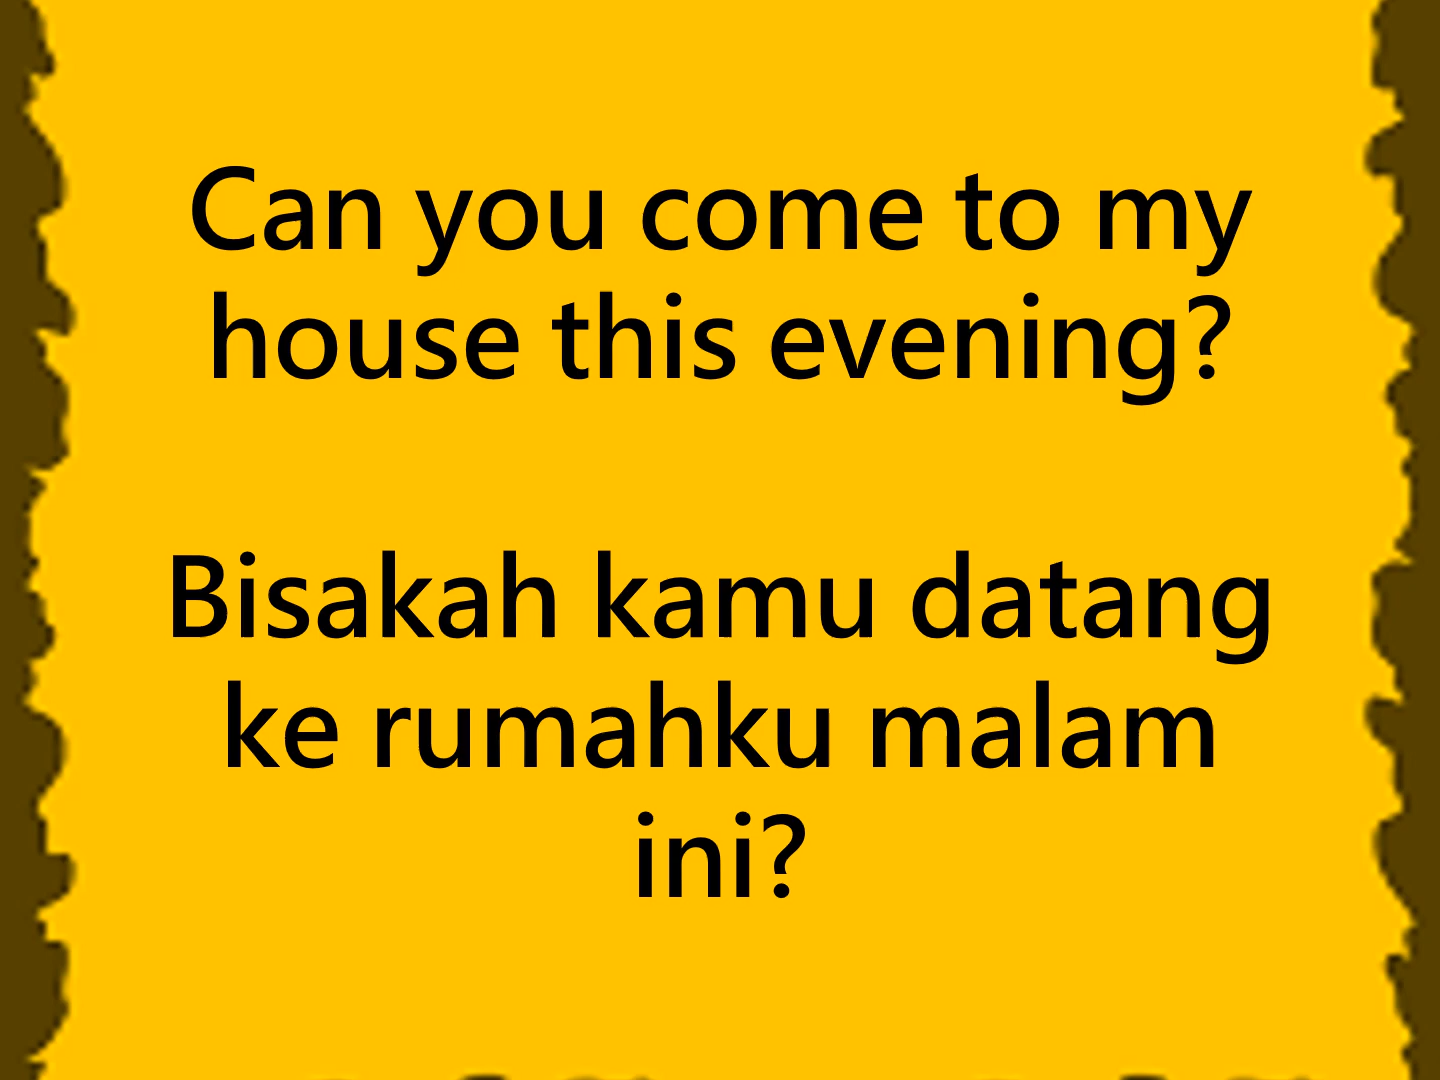 Can you come to my
house this evening?
Bisakah kamu datang
ke rumahku malam
ini?